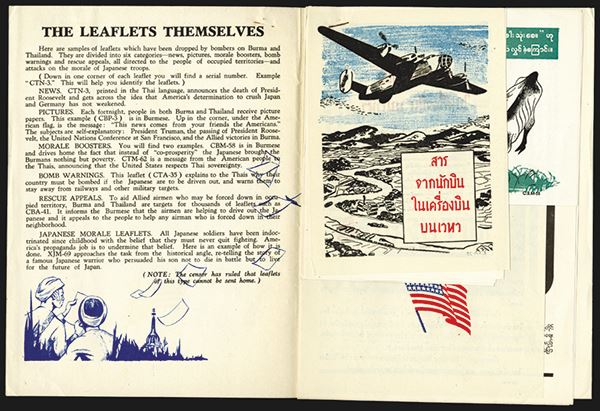 THE LEAFLETS THEMSELVES
Here are samples of leaflets which have been dropped by bombers on Burma and
Thailand. They are divided into six categories—news, pictures, morale boosters, bomb
warnings and rescue appeals, all directed to the people of occupied territories—and
attacks on the morale of Japanese troops.
(Down in one corner of each leaflet you will find a serial number. Example
"CTN-3." This will help you identify the leaflets.)
NEWS. CTN-3, printed in the Thai language, announces the death of Presi-
dent Roosevelt and gets across the idea that America's determination to crush Japan
and Germany has not weakened.
PICTURES. Each fortnight, people in both Burma and Thailand receive picture
papers. This example (CBP-3) is in Burmese. Up in the corner, under the Amer-
ican flag, is the message: "This news comes from your friends the Americans."
The subjects are self-explanatory: President Truman, the passing of President Roose-
velt, the United Nations Conference at San Francisco, and the Allied victories in Burma.
MORALE BOOSTERS. You will find two examples. CBM-58 is in Burmese
and drives home the fact that instead of "co-prosperity" the Japanese brought the
Burmans nothing but poverty. CTM-62 is a message from the American people to
the Thais, announcing that the United States respects Thai sovereignty.
BOMB WARNINGS. This leaflet (CTA-35) explains to the Thais why their
country must be bombed if the Japanese are to be driven out, and warns them to
stay away from railways and other military targets.
RESCUE APPEALS. To aid Allied airmen who may be forced down in occu-
pied territory, Burma and Thailand are targets for thousands of leaflets such as
CBA-41. It informs the Burmese that the airmen are helping to drive out the Ja-
panese and it appeals to the people to help any airman who is forced down in their
neighborhood.
JAPANESE MORALE LEAFLETS. All Japanese soldiers have been indoc-
trinated since childhood with the belief that they must never quit fighting. Amer-
ica's propaganda job is to undermine that belief. Here is an example of how it is
done. XJM-69 approaches the task from the historical angle, re-telling the story of
a famous Japanese warrior who persuaded his son not to die in battle but to live
for the future of Japan.
(NOTE: The censor has ruled that leaflets
of this type cannot be sent home.)
สาร
จากนักบิน
ในเครื่องบิน
บนเวหา